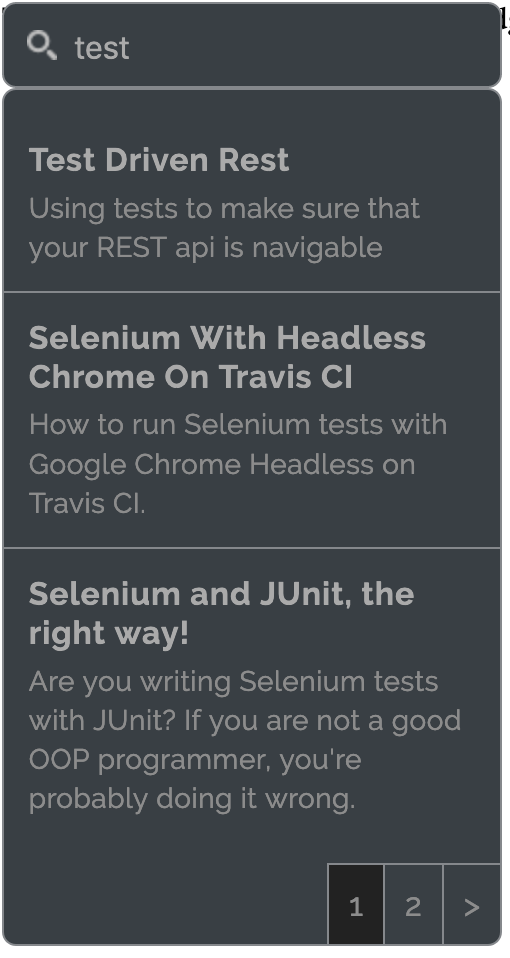 test
Test Driven Rest
Using tests to make sure that
your REST api is navigable
Selenium With Headless
Chrome On Travis CI
How to run Selenium tests with
Google Chrome Headless on
Travis CI.
Selenium and JUnit, the
right way!
Are you writing Selenium tests
with JUnit? If you are not a good
OOP programmer, you're
probably doing it wrong.
1 2 >